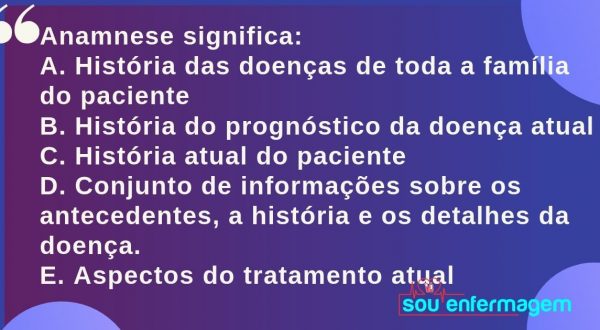 Anamnese significa:
A. História das doenças de toda a família
do paciente
B. História do prognóstico da doença atual
C. História atual do paciente
D. Conjunto de informações sobre os
antecedentes, a história e os detalhes da
doença.
E. Aspectos do tratamento atual
sou enfermagem